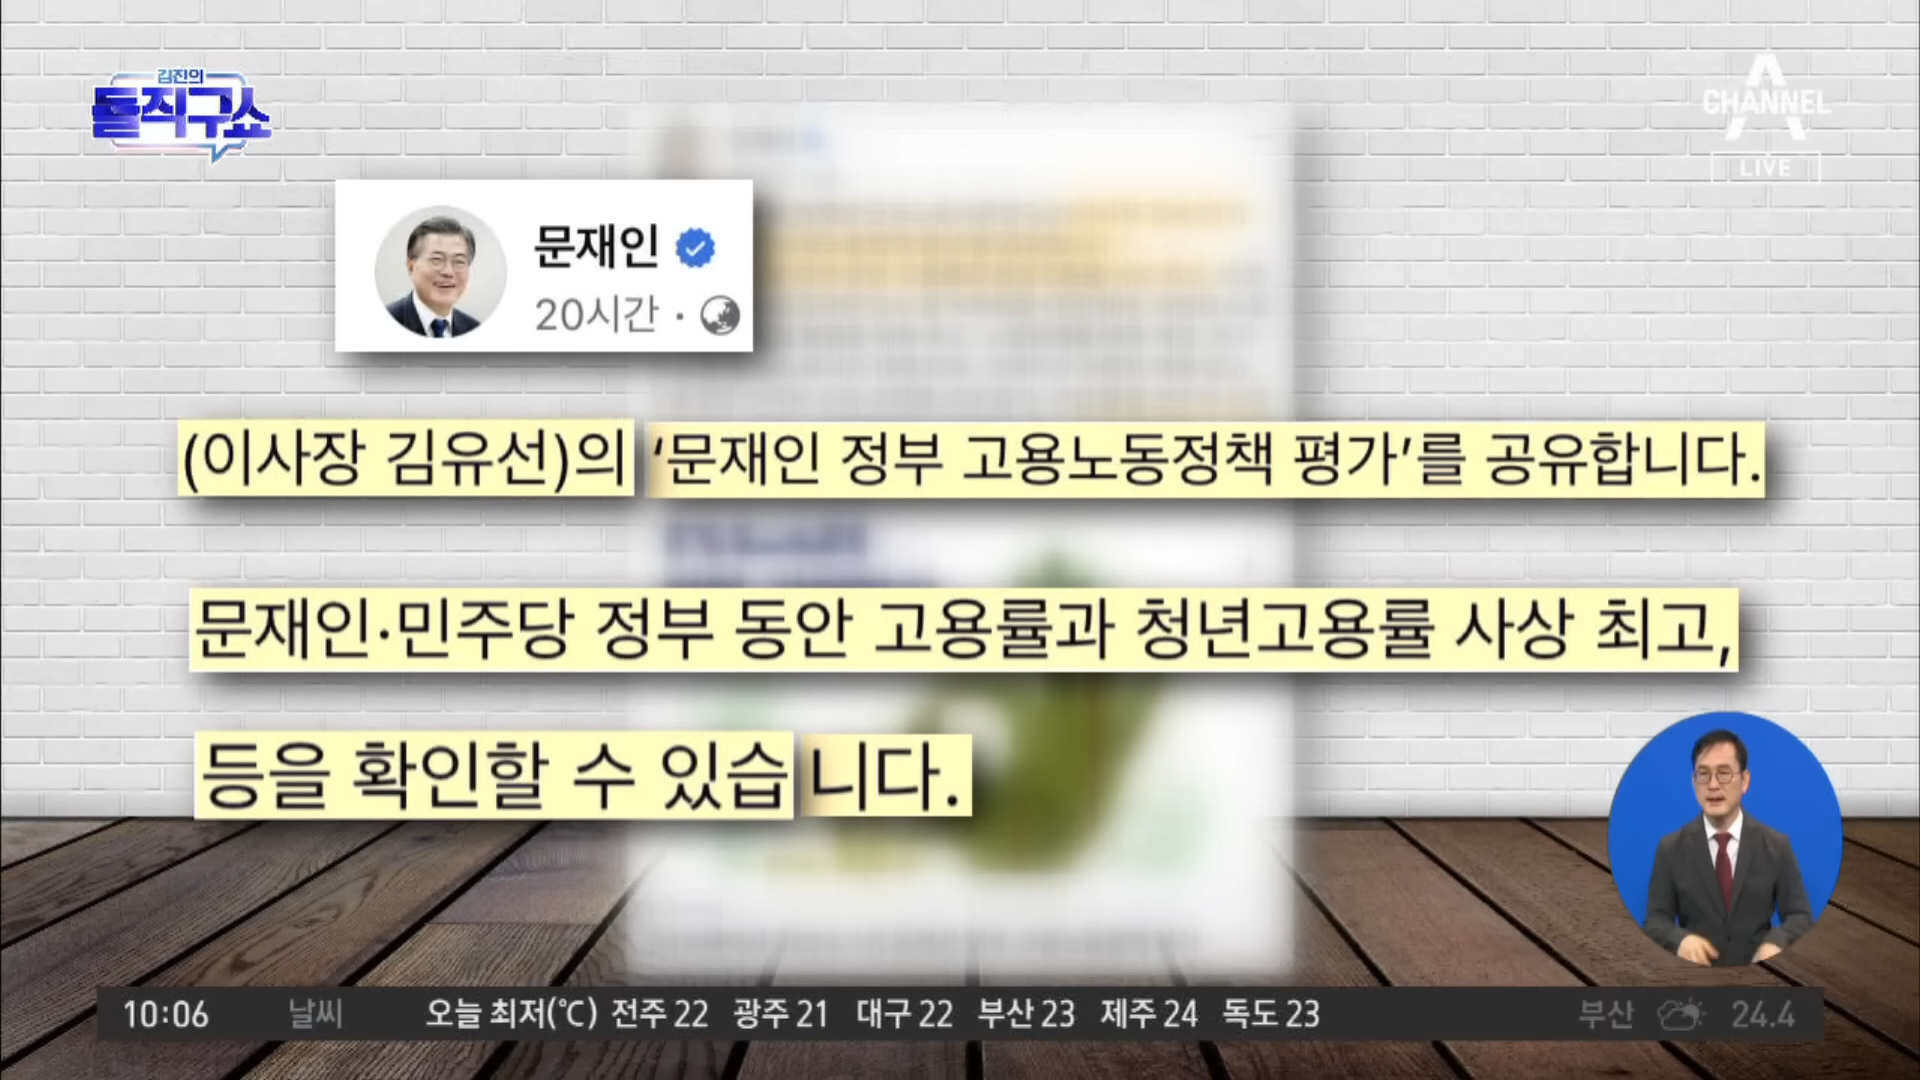 김진의
돌직구쇼
CHANNEL A
LIVE
문재인
20시간 ·
(이사장 김유선)의 ‘문재인 정부 고용노동정책 평가’를 공유합니다.
문재인·민주당 정부 동안 고용률과 청년고용률 사상 최고,
등을 확인할 수 있습니다.
10:06 날씨 오늘 최저(℃) 전주 22 광주 21 대구 22 부산 23 제주 24 독도 23 부산 24.4